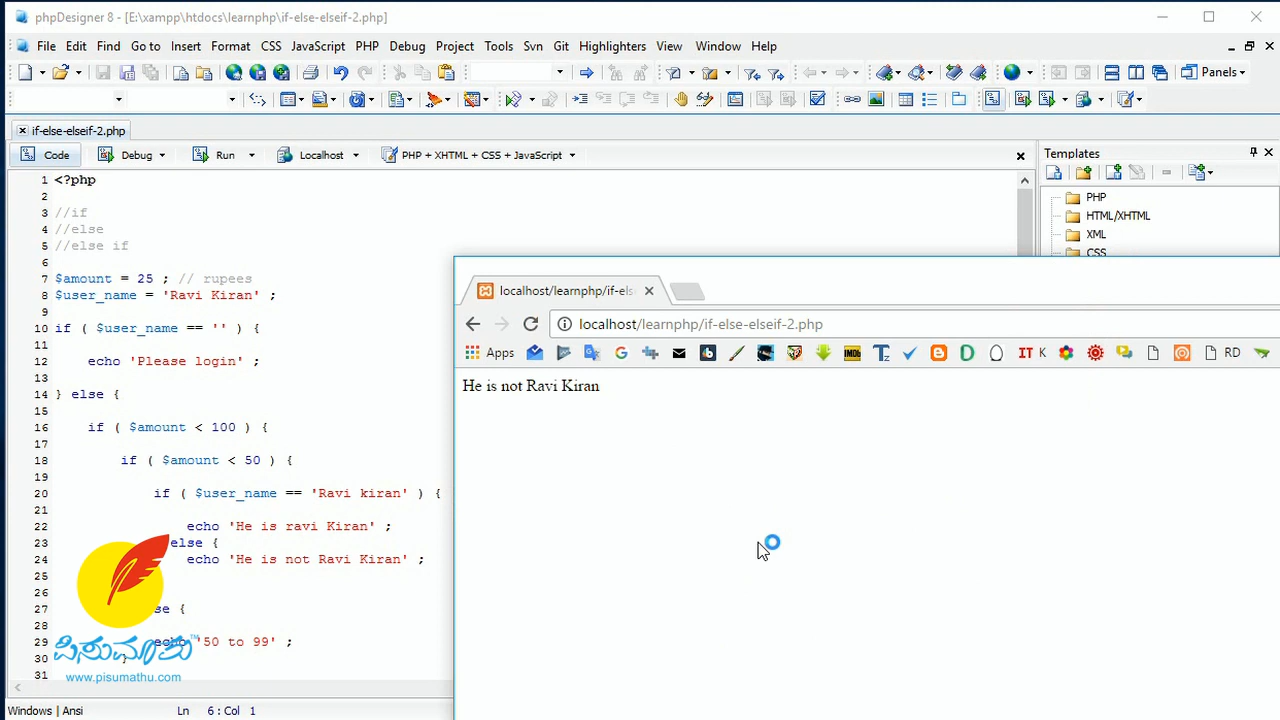 phpDesigner 8 - [E:\xampp\htdocs\learnphp\if-else-elseif-2.php]
File Edit Find Go to Insert Format CSS JavaScript PHP Debug Project Tools Svn Git Highlighters View Window Help
Panels
if-else-elseif-2.php
Code Debug Run Localhost PHP + XHTML + CSS + JavaScript
Templates
PHP
HTML/XHTML
XML
CSS
1 <?php
2
3 //if
4 //else
5 //else if
6
7 $amount = 25 ; // rupees
8 $user_name = 'Ravi Kiran' ;
9
10 if ( $user_name == '' ) {
11
12 echo 'Please login' ;
13
14 } else {
15
16 if ( $amount < 100 ) {
17
18 if ( $amount < 50 ) {
19
20 if ( $user_name == 'Ravi kiran' ) {
21
22 echo 'He is ravi Kiran' ;
23 else {
24 echo 'He is not Ravi Kiran' ;
25
26
27 se {
28
29 echo '50 to 99' ;
30 }
31
localhost/learnphp/if-els
localhost/learnphp/if-else-elseif-2.php
Apps G b IMDb T D IT K RD
He is not Ravi Kiran
ಪಿಸುಮಾತು™
www.pisumathu.com
Windows | Ansi Ln 6 : Col 1